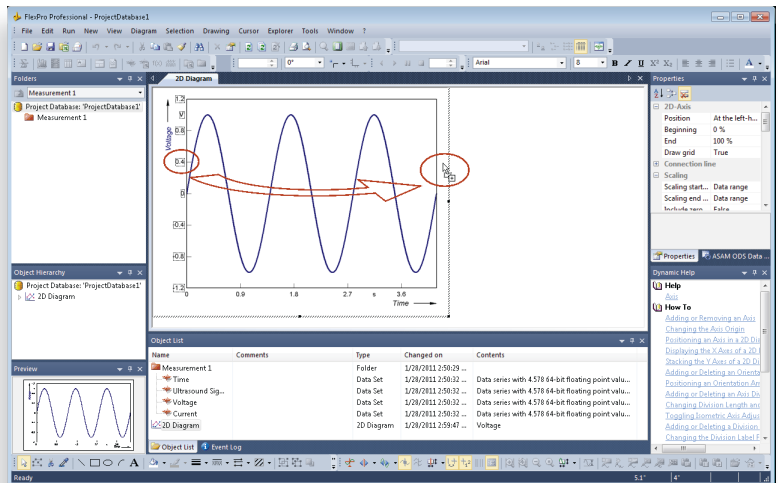 FlexPro Professional - ProjectDatabase1
File Edit Run New View Diagram Selection Drawing Cursor Explorer Tools Window ?
0° Arial 8 B Z U X² X₂ A
Folders
Measurement 1
Project Database: 'ProjectDatabase1'
Measurement 1
Object Hierarchy
Project Database: 'ProjectDatabase1'
2D Diagram
Preview
2D Diagram
1.2
V
0.8
0.4
0
-0.4
-0.8
-1.2
Voltage
0 0.9 1.8 2.7 s 3.6
Time
Object List
Name Comments Type Changed on Contents
Measurement 1 Folder 1/28/2011 2:50:29 ...
Time Data Set 1/28/2011 2:50:32 ... Data series with 4.578 64-bit floating point valu...
Ultrasound Sig... Data Set 1/28/2011 2:50:32 ... Data series with 4.578 64-bit floating point valu...
Voltage Data Set 1/28/2011 2:50:32 ... Data series with 4.578 64-bit floating point valu...
Current Data Set 1/28/2011 2:50:32 ... Data series with 4.578 64-bit floating point valu...
2D Diagram 2D Diagram 1/28/2011 2:59:47 ... Voltage
Object List Event Log
Properties
2D-Axis
Position At the left-h...
Beginning 0 %
End 100 %
Draw grid True
Connection line
Scaling
Scaling start... Data range
Scaling end ... Data range
Include zero False
Properties ASAM ODS Data ...
Dynamic Help
Help
Axis
How To
Adding or Removing an Axis
Changing the Axis Origin
Positioning an Axis in a 2D Di
Displaying the X Axes of a 2D
Stacking the Y Axes of a 2D Di
Adding or Deleting an Orienta
Positioning an Orientation Arr
Adding or Deleting an Axis Div
Changing Division Length anc
Toggling Isometric Axis Adjus
Adding or Deleting a Division
Changing the Division Label F
Ready 5.1" 4"